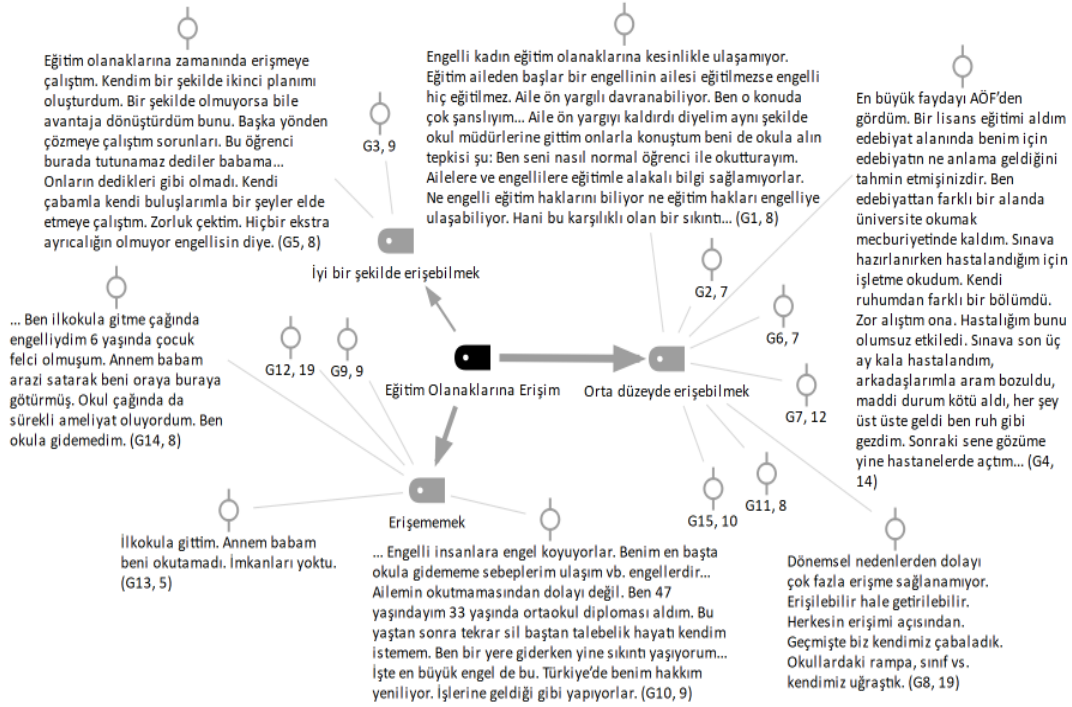 Eğitim olanaklarına zamanında erişmeye
çalıştım. Kendim bir şekilde ikinci planımı
oluşturdum. Bir şekilde olmuyorsa bile
avantaja dönüştürdüm bunu. Başka yönden
çözmeye çalıştım sorunları. Bu öğrenci
burada tutunamaz dediler babama...
Onların dedikleri gibi olmadı. Kendi
çabamla kendi buluşlarımla bir şeyler elde
etmeye çalıştım. Zorluk çektim. Hiçbir ekstra
ayrıcalığın olmuyor engellisin diye. (G5, 8)
G3, 9
Engelli kadın eğitim olanaklarına kesinlikle ulaşamıyor.
Eğitim aileden başlar bir engellinin ailesi eğitilmezse engelli
hiç eğitilmez. Aile ön yargılı davranabiliyor. Ben o konuda
çok şanslıyım... Aile ön yargıyı kaldırdı diyelim aynı şekilde
okul müdürlerine gittim onlarla konuştum beni de okula alın
tepkisi şu: Ben seni nasıl normal öğrenci ile okutturayım.
Ailelere ve engellilere eğitimle alakalı bilgi sağlamıyorlar.
Ne engelli eğitim haklarını biliyor ne eğitim hakları engelliye
ulaşabiliyor. Hani bu karşılıklı olan bir sıkıntı... (G1, 8)
En büyük faydayı AÖF'den
gördüm. Bir lisans eğitimi aldım
edebiyat alanında benim için
edebiyatın ne anlama geldiğini
tahmin etmişinizdir. Ben
edebiyattan farklı bir alanda
üniversite okumak
mecburiyetinde kaldım. Sınava
hazırlanırken hastalandığım için
işletme okudum. Kendi
ruhumdan farklı bir bölümdü.
Zor alıştım ona. Hastalığım bunu
olumsuz etkiledi. Sınava son üç
ay kala hastalandım,
arkadaşlarımla aram bozuldu,
maddi durum kötü aldı, her şey
üst üste geldi ben ruh gibi
gezdim. Sonraki sene gözüme
yine hastanelerde açtım... (G4,
14)
İyi bir şekilde erişebilmek
G2, 7
G6, 7
... Ben ilkokula gitme çağında
engelliydim 6 yaşında çocuk
felci olmuşum. Annem babam
arazi satarak beni oraya buraya
götürmüş. Okul çağında da
sürekli ameliyat oluyordum. Ben
okula gidemedim. (G14, 8)
G12, 19
G9, 9
Eğitim Olanaklarına Erişim
Orta düzeyde erişebilmek
G7, 12
Erişememek
G15, 10
G11, 8
İlkokula gittim. Annem babam
beni okutamadı. İmkanları yoktu.
(G13, 5)
... Engelli insanlara engel koyuyorlar. Benim en başta
okula gidememe sebeplerim ulaşım vb. engellerdir...
Ailemin okutmamasından dolayı değil. Ben 47
yaşındayım 33 yaşında ortaokul diploması aldım. Bu
yaştan sonra tekrar sil baştan talebelik hayatı kendim
istemem. Ben bir yere giderken yine sıkıntı yaşıyorum...
İşte en büyük engel de bu. Türkiye'de benim hakkım
yeniliyor. İşlerine geldiği gibi yapıyorlar. (G10, 9)
Dönemsel nedenlerden dolayı
çok fazla erişme sağlanamıyor.
Erişilebilir hale getirilebilir.
Herkesin erişimi açısından.
Geçmişte biz kendimiz çabaladık.
Okullardaki rampa, sınıf vs.
kendimiz uğraştık. (G8, 19)